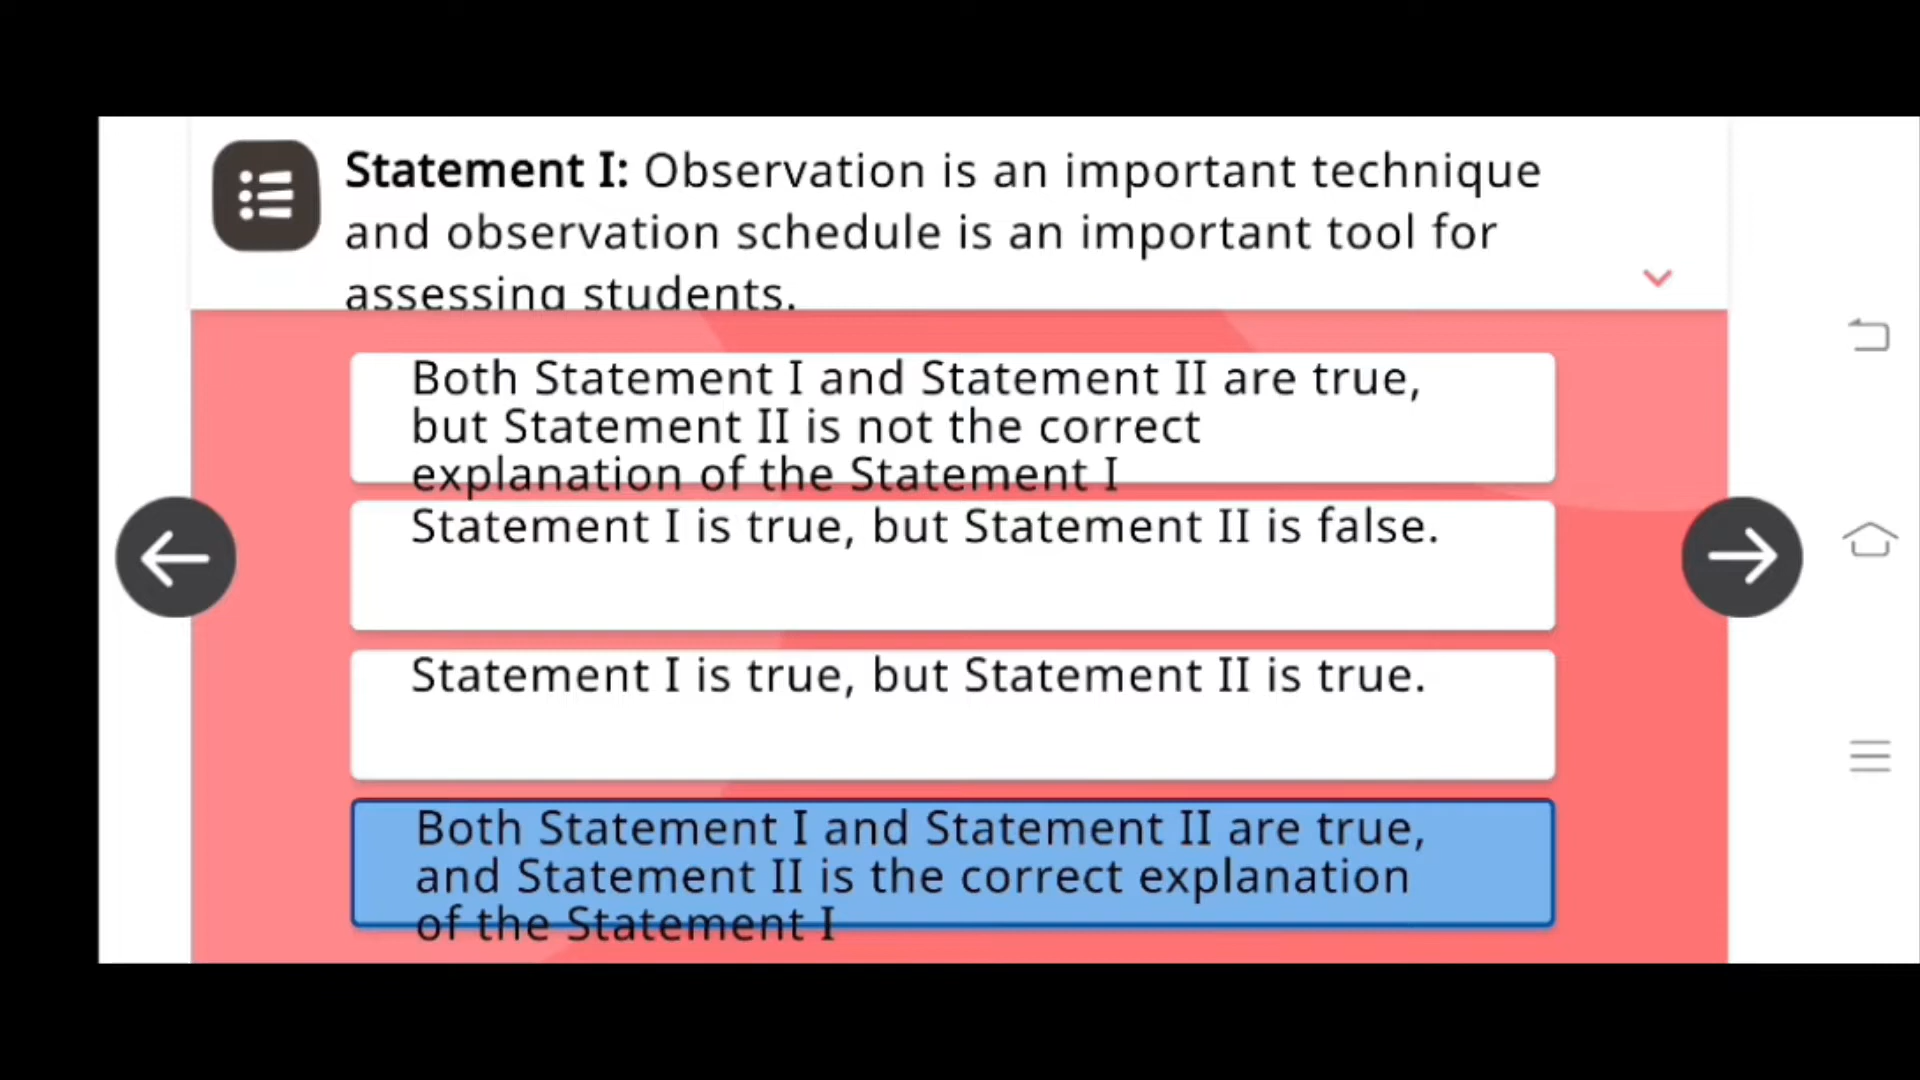 Statement I: Observation is an important technique
and observation schedule is an important tool for
assessing students.
Both Statement I and Statement II are true,
but Statement II is not the correct
explanation of the Statement I
Statement I is true, but Statement II is false.
Statement I is true, but Statement II is true.
Both Statement I and Statement II are true,
and Statement II is the correct explanation
of the Statement I